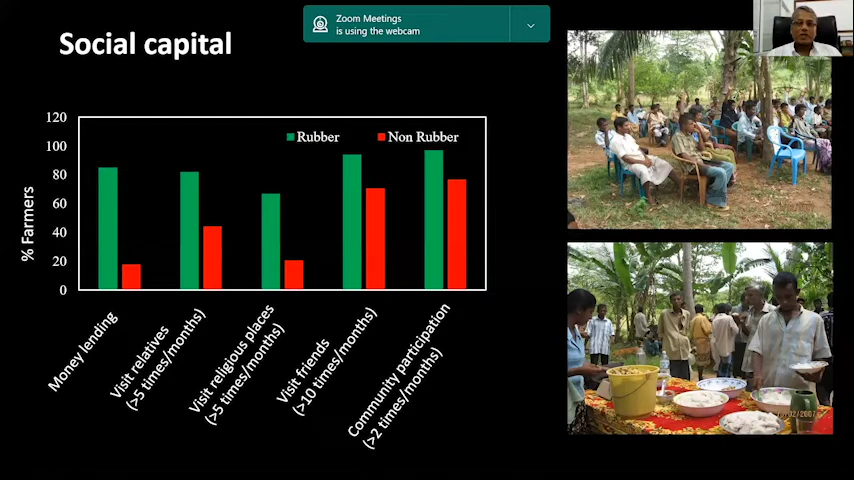 Zoom Meetings
is using the webcam
Social capital
120
100
80
60
40
20
0
% Farmers
Rubber
Non Rubber
Money lending
Visit relatives
(>5 times/months)
Visit religious places
(>5 times/months)
Visit friends
(>10 times/months)
Community participation
(>2 times/months)